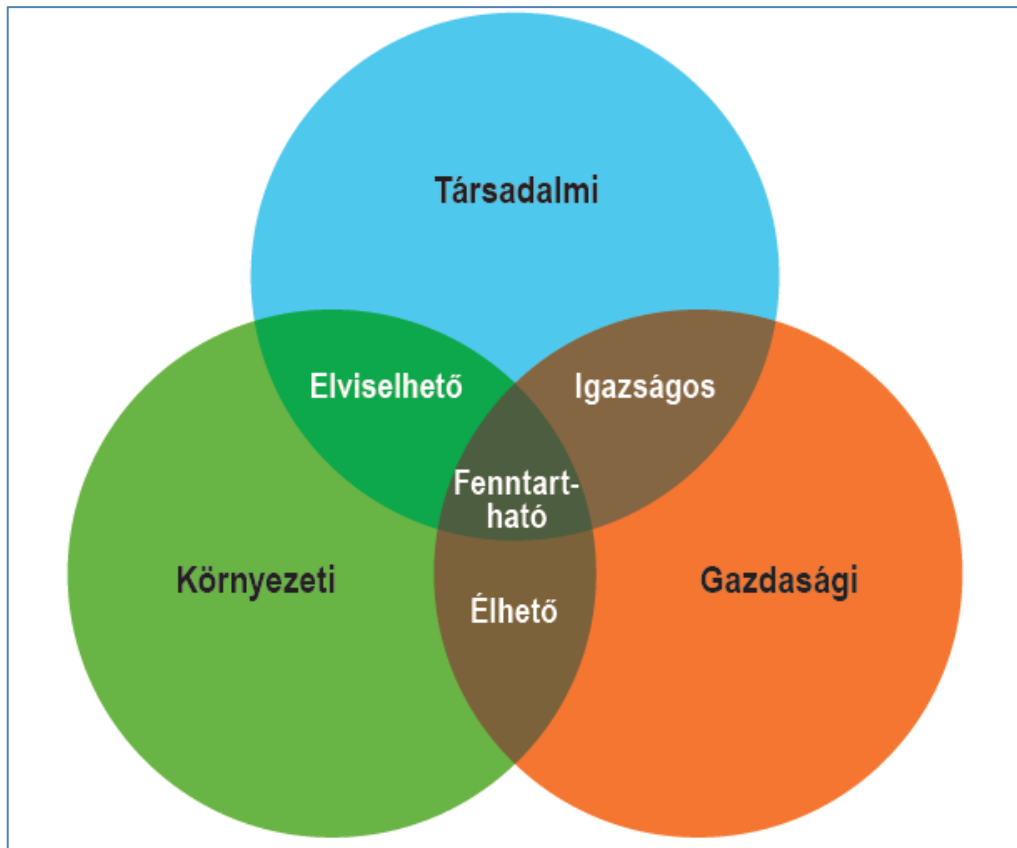 Társadalmi
Elviselhető
Igazságos
Fenntart-
ható
Környezeti
Gazdasági
Élhető